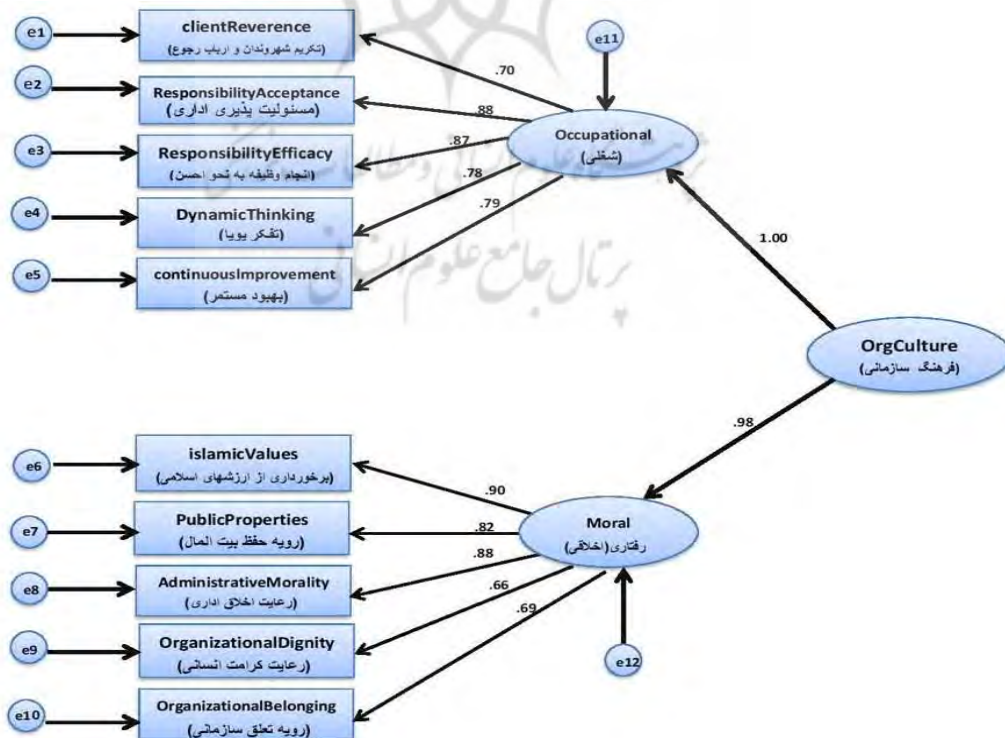 e1
clientReverence
(تکریم شهروندان و ارباب رجوع)
e2
ResponsibilityAcceptance
(مسئولیت پذیری اداری)
e3
ResponsibilityEfficacy
(انجام وظیفه به نحو احسن)
e4
DynamicThinking
(تفکر پویا)
e5
continuousImprovement
(بهبود مستمر)
.70
.88
.87
.78
.79
e11
Occupational
(شغلی)
پرتال جامع علوم انسانی
1.00
OrgCulture
(فرهنگ سازمانی)
.98
e6
islamicValues
(برخورداری از ارزشهای اسلامی)
e7
PublicProperties
(رویه حفظ بیت المال)
e8
AdministrativeMorality
(رعایت اخلاق اداری)
e9
OrganizationalDignity
(رعایت کرامت انسانی)
e10
OrganizationalBelonging
(رویه تعلق سازمانی)
.90
.82
.88
.66
.69
Moral
رفتاری(اخلاقی)
e12